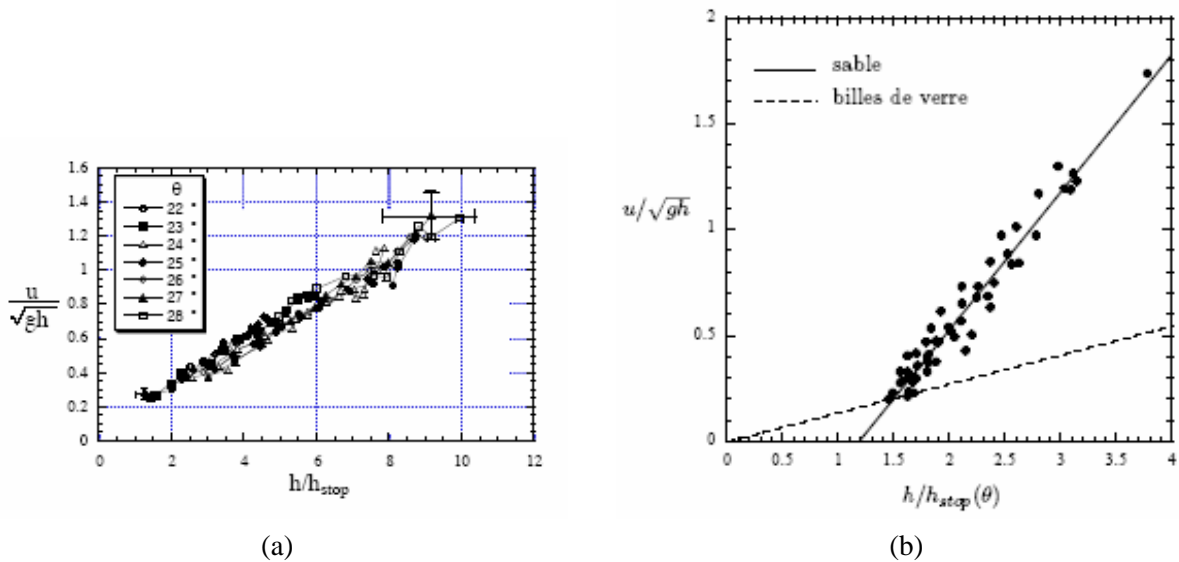 1.6
1.4
1.2
1
0.8
0.6
0.4
0.2
0
u
√gh
θ
22 °
23 °
24 °
25 °
26 °
27 °
28 °
0 2 4 6 8 10 12
h/hstop
(a)
2
1.5
1
0.5
0
u/√gh
sable
billes de verre
0 0.5 1 1.5 2 2.5 3 3.5 4
h/hstop(θ)
(b)